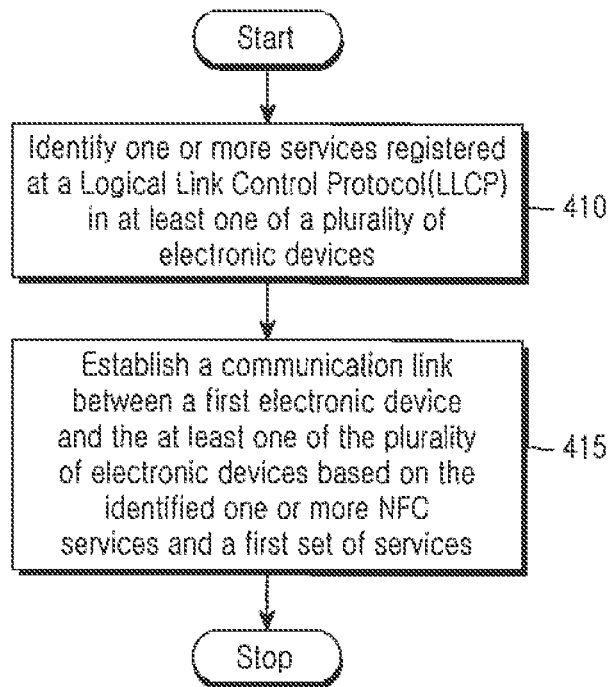 Start
Identify one or more services registered
at a Logical Link Control Protocol(LLCP)
in at least one of a plurality of
electronic devices
410
Establish a communication link
between a first electronic device
and the at least one of the plurality
of electronic devices based on the
identified one or more NFC
services and a first set of services
415
Stop